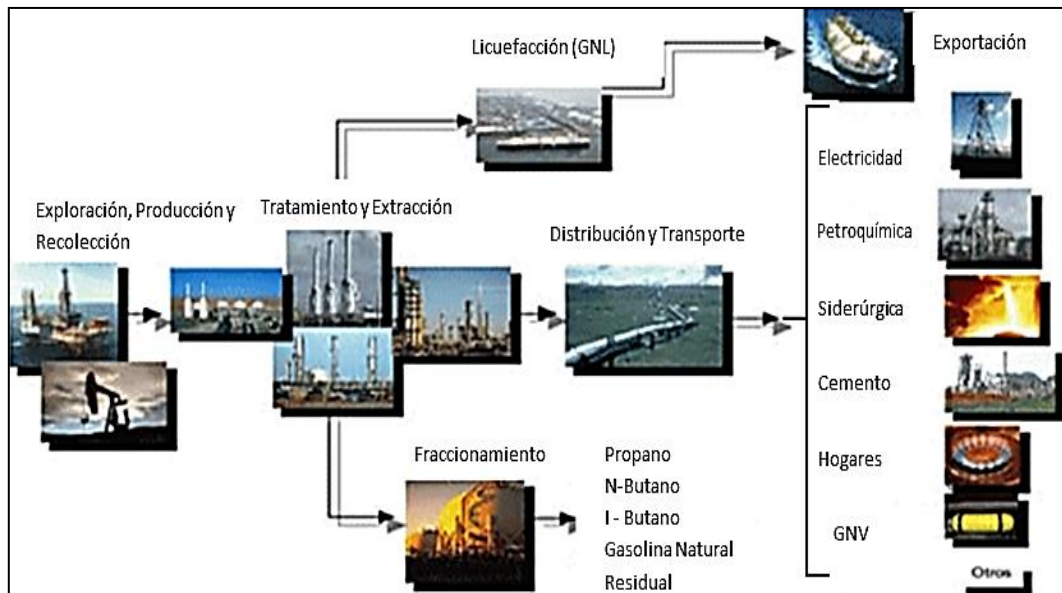 Licuefacción (GNL)
Exportación
Electricidad
Exploración, Producción y
Recolección
Tratamiento y Extracción
Distribución y Transporte
Petroquímica
Siderúrgica
Cemento
Fraccionamiento
Propano
N-Butano
I - Butano
Gasolina Natural
Residual
Hogares
GNV
Otros